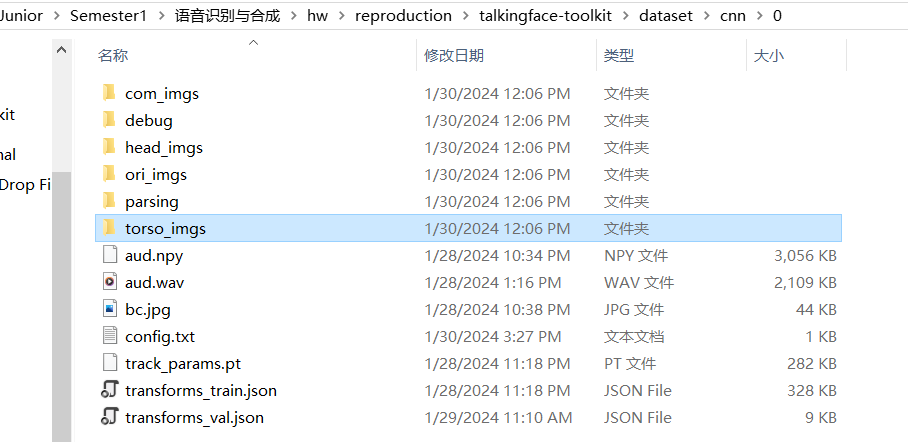 Junior > Semester1 > 语音识别与合成 > hw > reproduction > talkingface-toolkit > dataset > cnn > 0
名称 修改日期 类型 大小
com_imgs 1/30/2024 12:06 PM 文件夹
kit
debug 1/30/2024 12:06 PM 文件夹
head_imgs 1/30/2024 12:06 PM 文件夹
nal
ori_imgs 1/30/2024 12:06 PM 文件夹
Drop Fi
parsing 1/30/2024 12:06 PM 文件夹
torso_imgs 1/30/2024 12:06 PM 文件夹
aud.npy 1/28/2024 10:34 PM NPY 文件 3,056 KB
aud.wav 1/28/2024 1:16 PM WAV 文件 2,109 KB
bc.jpg 1/28/2024 10:38 PM JPG 文件 44 KB
config.txt 1/30/2024 3:27 PM 文本文档 1 KB
track_params.pt 1/28/2024 11:18 PM PT 文件 282 KB
transforms_train.json 1/28/2024 11:18 PM JSON File 328 KB
transforms_val.json 1/29/2024 11:10 AM JSON File 9 KB